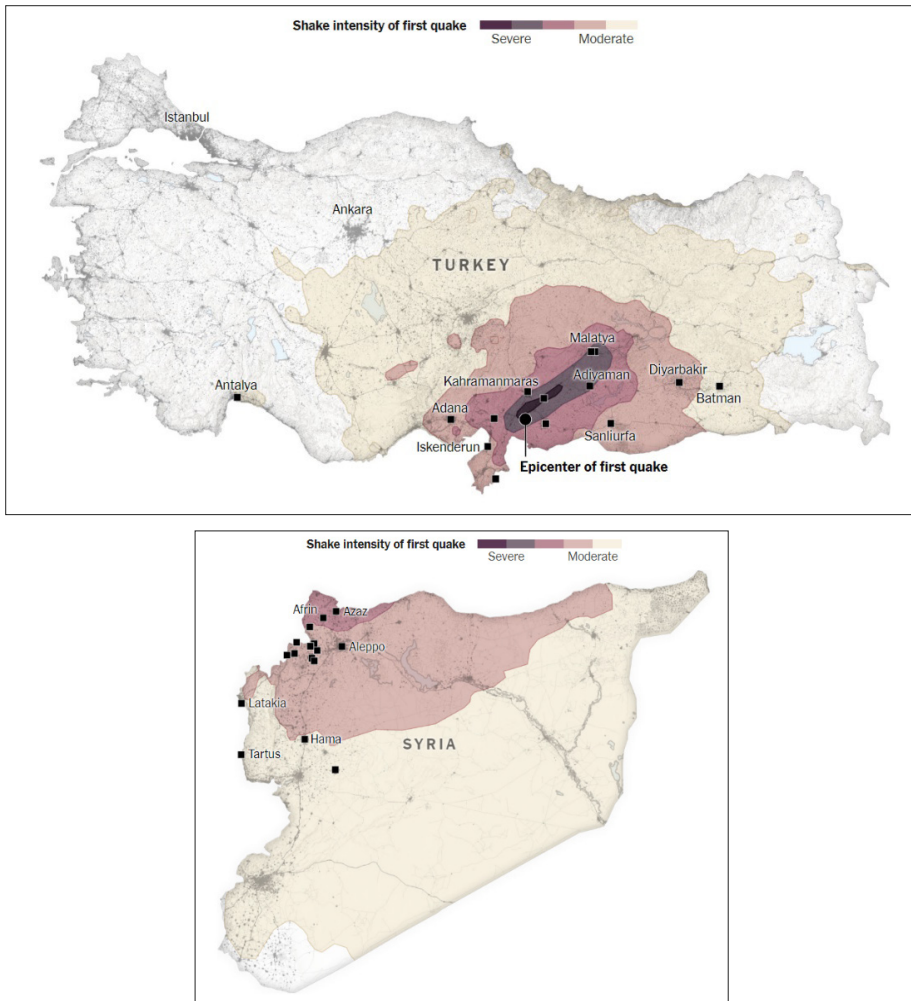 Shake intensity of first quake
Severe Moderate
Istanbul
Ankara
TURKEY
Malatya
Diyarbakir
Kahramanmaras
Adiyaman
Batman
Antalya
Adana
Sanliurfa
Iskenderun
Epicenter of first quake
Shake intensity of first quake
Severe Moderate
Afrin
Azaz
Aleppo
Latakia
Hama
SYRIA
Tartus